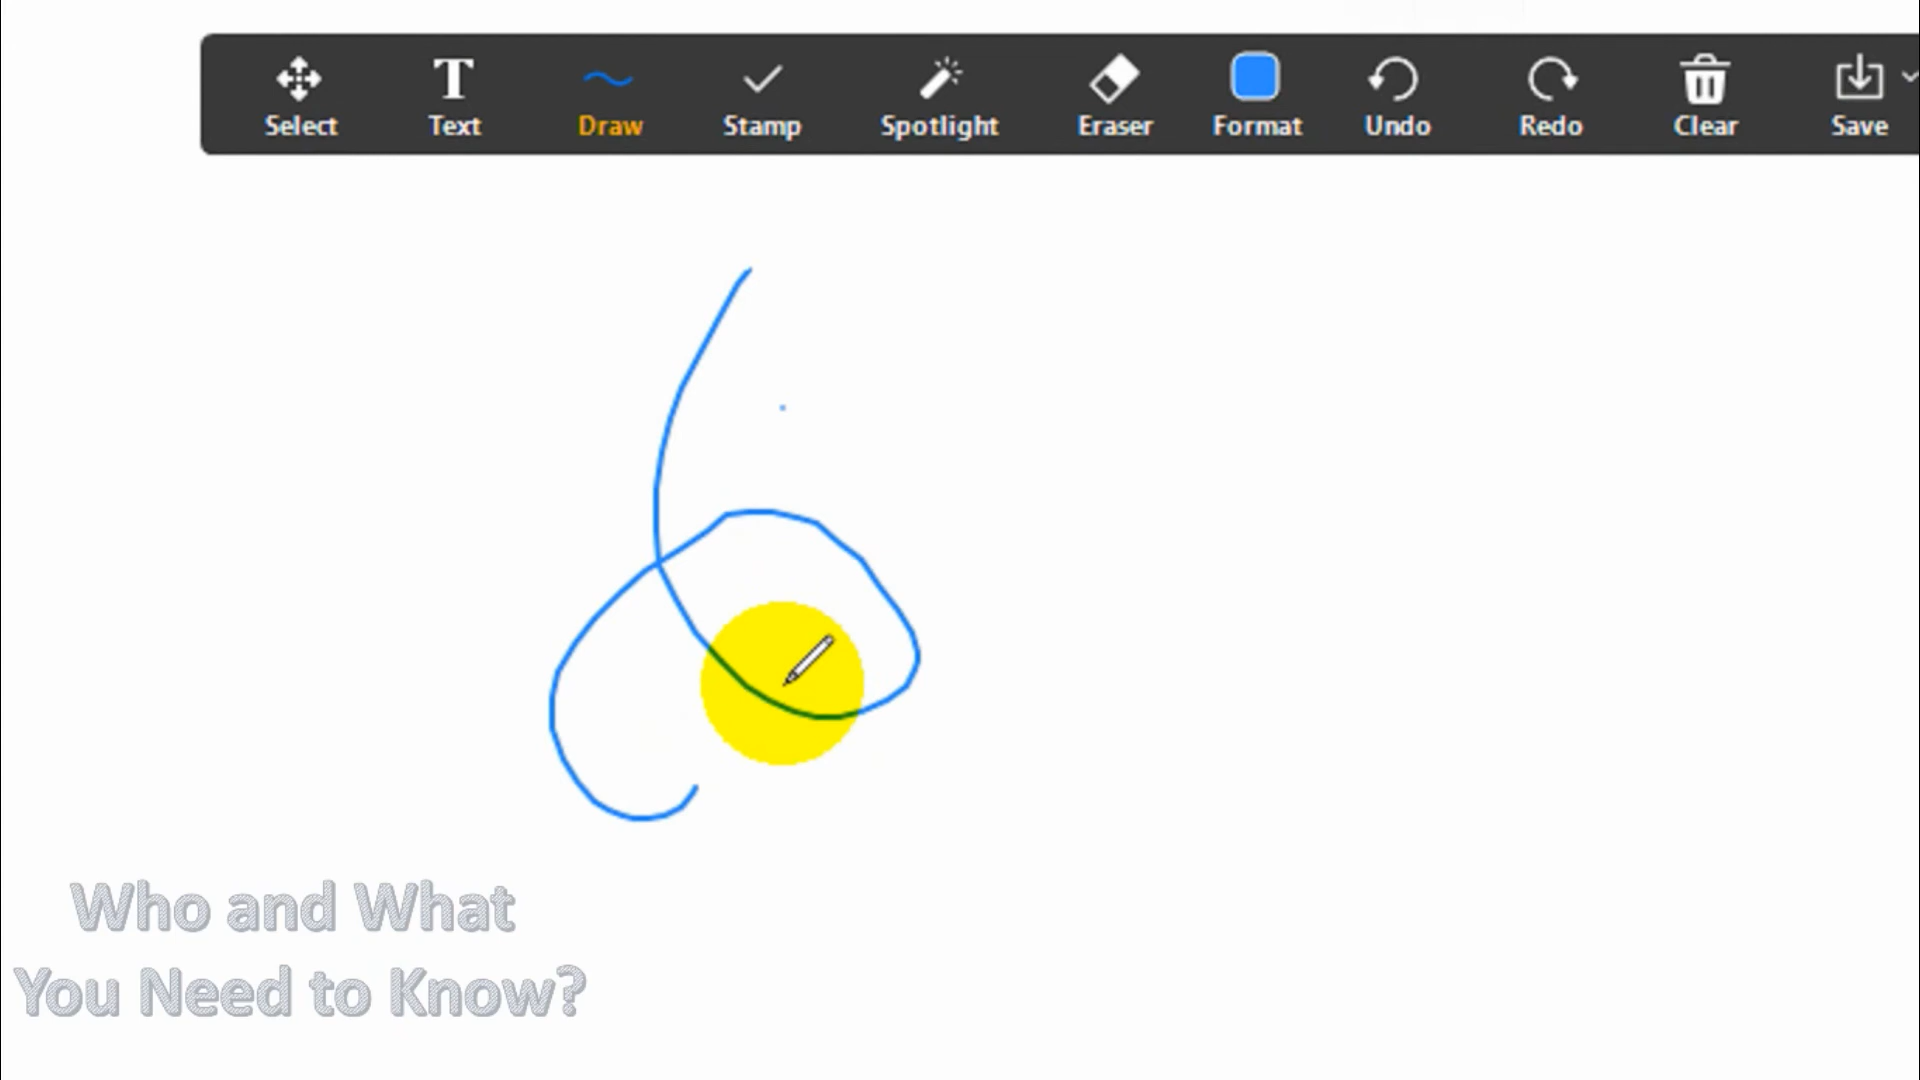 Select Text Draw Stamp Spotlight Eraser Format Undo Redo Clear Save
Who and What
You Need to Know?